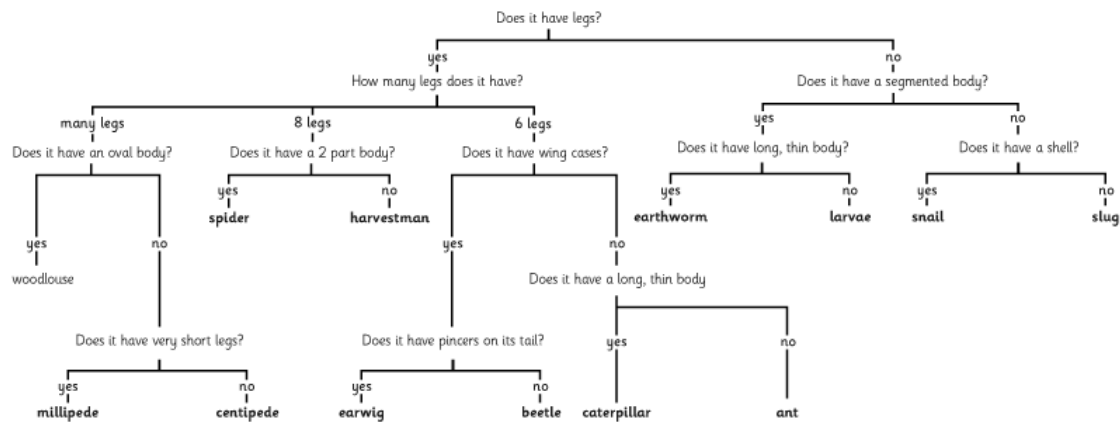 Does it have legs?
yes
no
How many legs does it have?
Does it have a segmented body?
many legs
8 legs
6 legs
yes
no
Does it have an oval body?
Does it have a 2 part body?
Does it have wing cases?
Does it have long, thin body?
Does it have a shell?
yes
no
yes
no
yes
no
spider
harvestman
earthworm
larvae
snail
slug
yes
no
yes
no
woodlouse
Does it have a long, thin body
Does it have very short legs?
Does it have pincers on its tail?
yes
no
yes
no
yes
no
millipede
centipede
earwig
beetle
caterpillar
ant